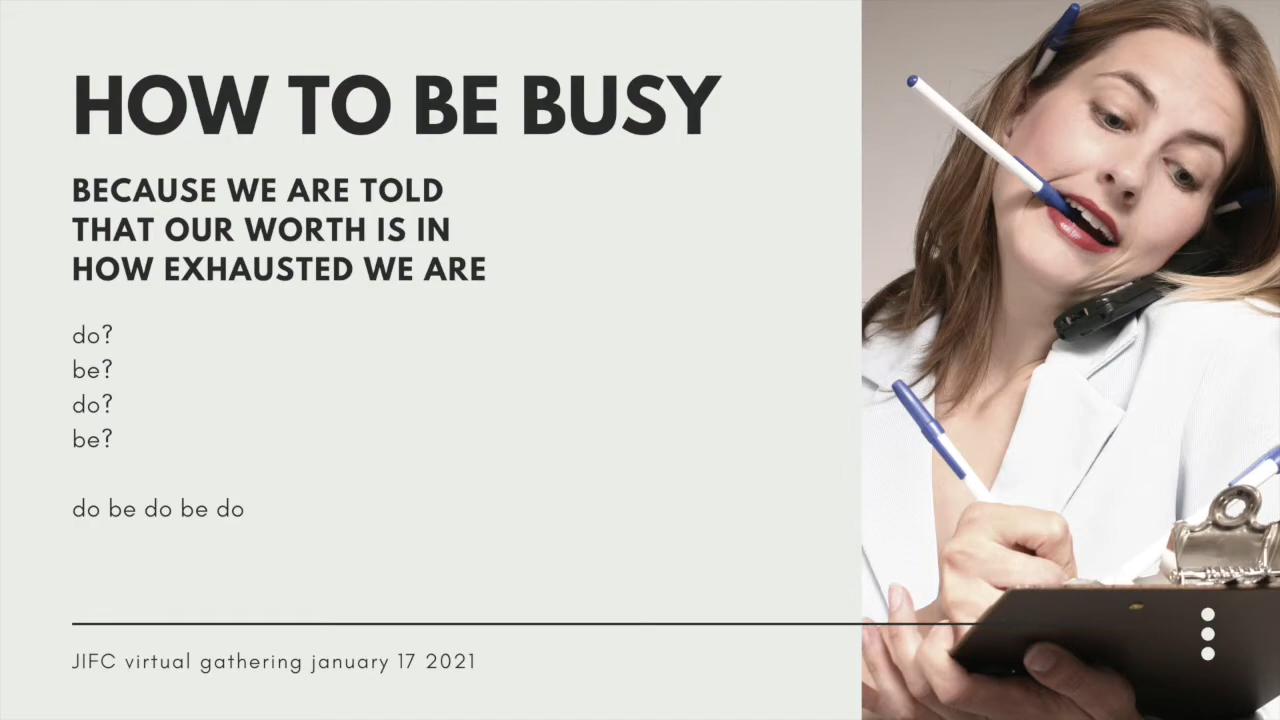 HOW TO BE BUSY
BECAUSE WE ARE TOLD
THAT OUR WORTH IS IN
HOW EXHAUSTED WE ARE
do?
be?
do?
be?
do be do be do
JIFC virtual gathering january 17 2021